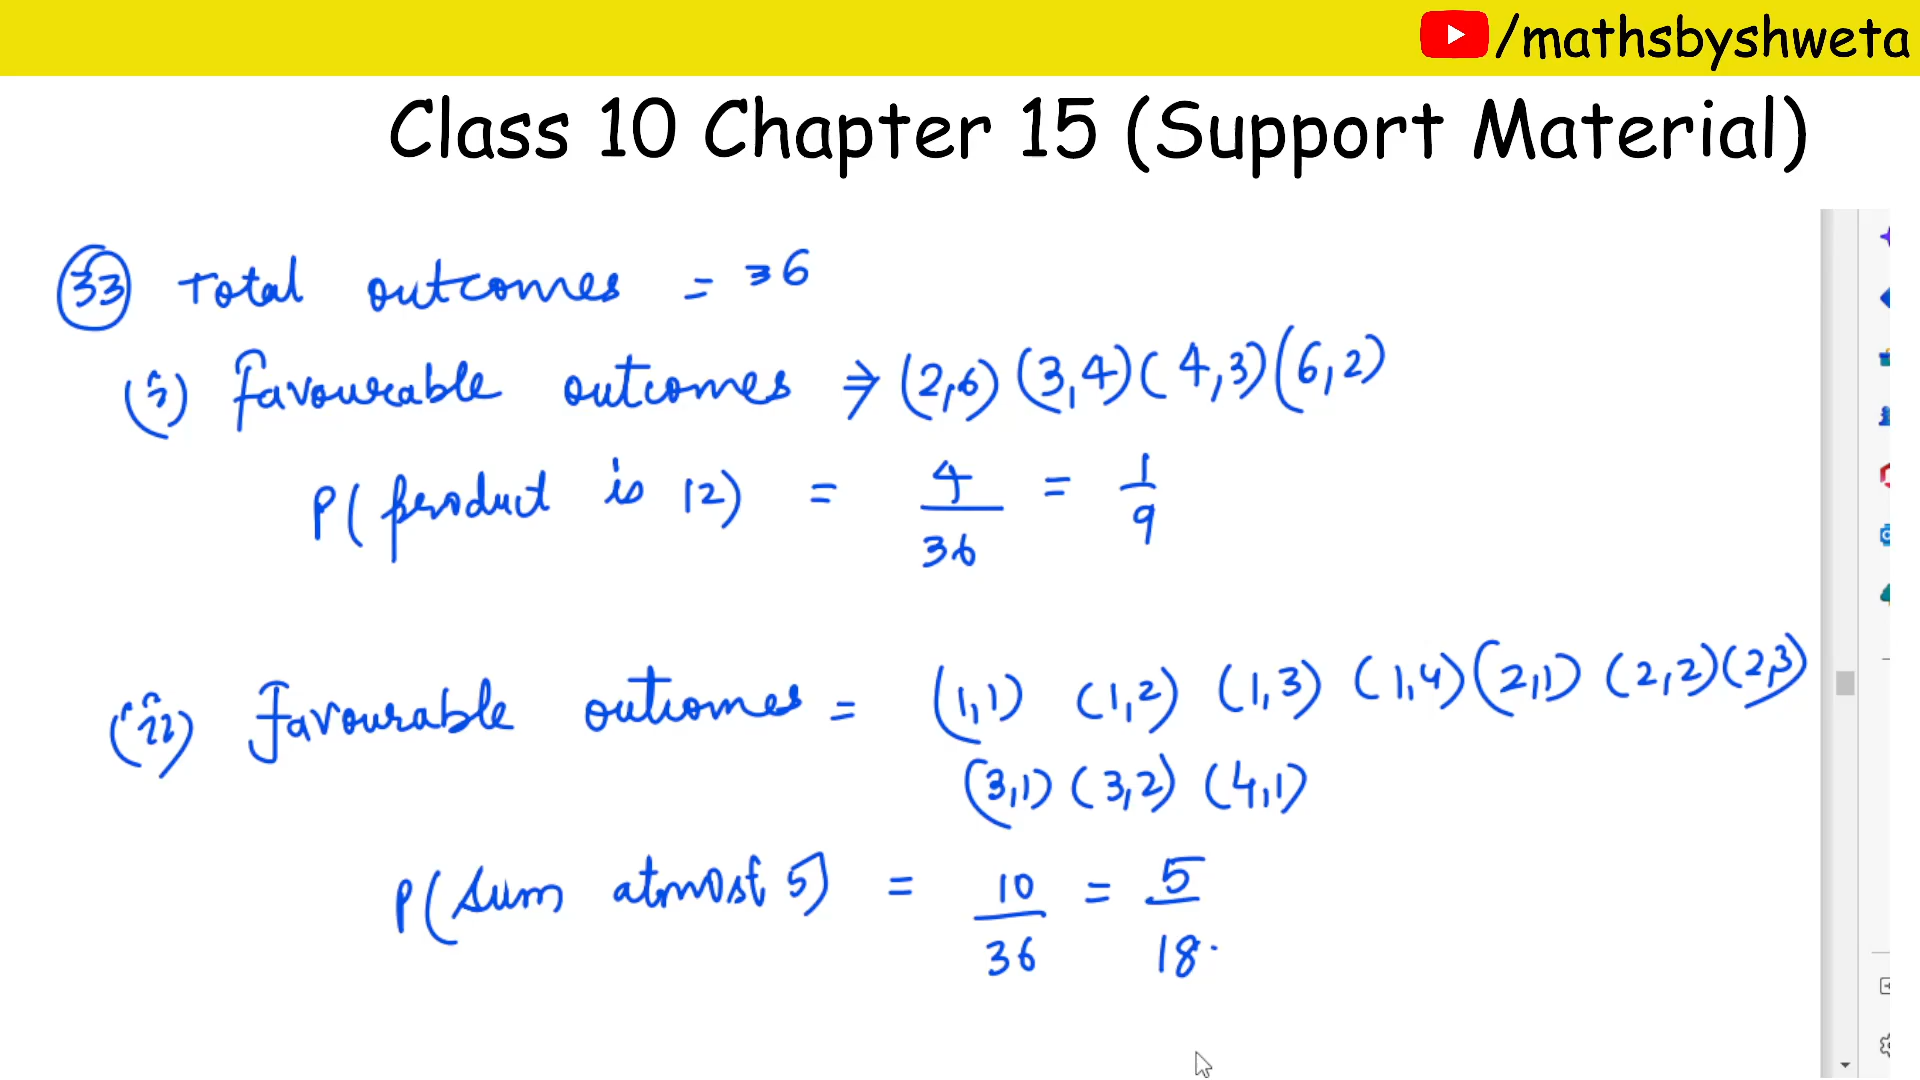 /mathsbyshweta
Class 10 Chapter 15 (Support Material)
33 Total outcomes = 36
(i) favourable outcomes ⇒ (2,6) (3,4) (4,3) (6,2)
P( product is 12) = 4/36 = 1/9
(ii) favourable outcomes = (1,1) (1,2) (1,3) (1,4) (2,1) (2,2) (2,3)
(3,1) (3,2) (4,1)
P( sum atmost 5) = 10/36 = 5/18.